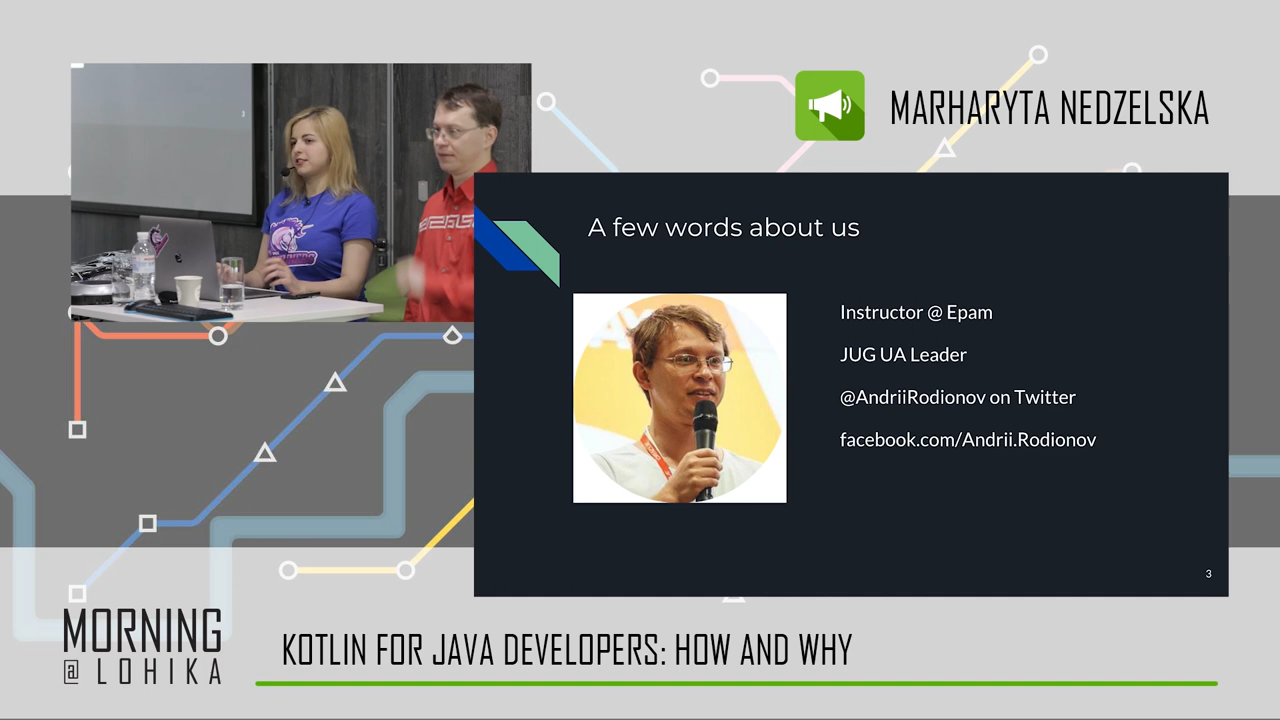 MARHARYTA NEDZELSKA
A few words about us
Instructor @ Epam
JUG UA Leader
@AndriiRodionov on Twitter
facebook.com/Andrii.Rodionov
3
MORNING
@ LOHIKA
KOTLIN FOR JAVA DEVELOPERS: HOW AND WHY